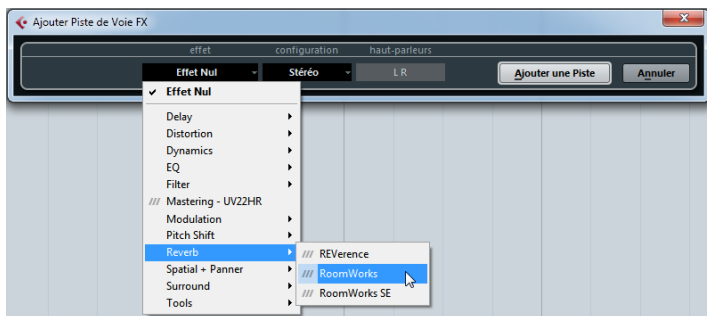 Ajouter Piste de Voie FX
effet configuration haut-parleurs
Effet Nul Stéréo L R Ajouter une Piste Annuler
Effet Nul
Delay
Distortion
Dynamics
EQ
Filter
Mastering - UV22HR
Modulation
Pitch Shift
Reverb
REVerence
RoomWorks
RoomWorks SE
Spatial + Panner
Surround
Tools